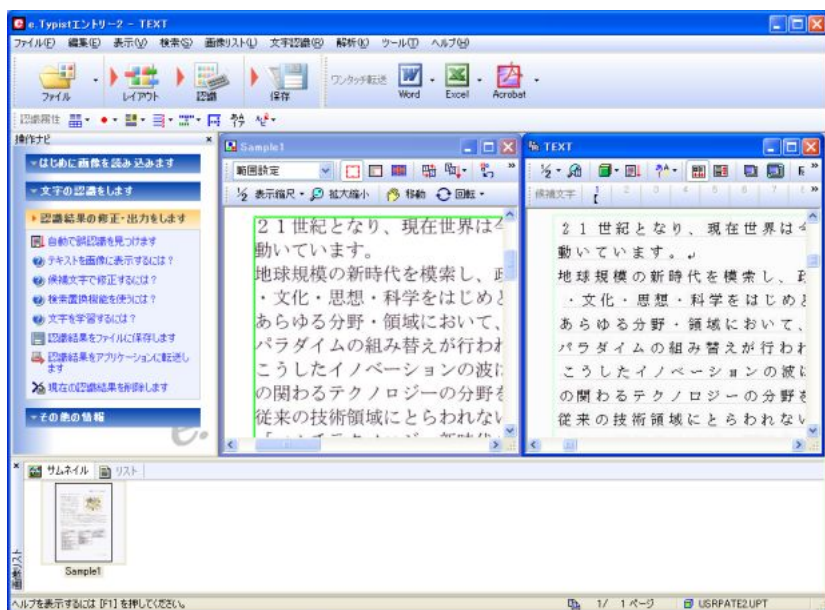 e.Typistエントリー2 - TEXT
ファイル(F) 編集(E) 表示(V) 検索(S) 画像リスト(L) 文字認識(R) 解析(K) ツール(T) ヘルプ(H)
ファイル レイアウト 認識 保存 ワンタッチ転送 Word Excel Acrobat
認識属性
操作ナビ
はじめに画像を読み込みます
文字の認識をします
認識結果の修正・出力をします
自動で誤認識を見つけます
テキストを画像に表示するには?
候補文字で修正するには?
検索置換機能を使うには?
文字を学習するには?
認識結果をファイルに保存します
認識結果をアプリケーションに転送し
ます
現在の認識結果を削除します
その他の情報
e.
Sample1
範囲設定
1/2 表示縮尺 拡大縮小 移動 回転
21世紀となり、現在世界は
動いています。
地球規模の新時代を模索し、
・文化・思想・科学をはじめと
あらゆる分野・領域において、
パラダイムの組み替えが行われ
こうしたイノベーションの波に
の関わるテクノロジーの分野を
従来の技術領域にとらわれない
TEXT
1/2
候補文字 1 2 3 4 5 6 7 8 9
21世紀となり、現在世界は
動いています。
地球規模の新時代を模索し、
・文化・思想・科学をはじめと
あらゆる分野・領域において、
パラダイムの組み替えが行われ
こうしたイノベーションの波に
の関わるテクノロジーの分野を
従来の技術領域にとらわれない
サムネイル リスト
Sample1
ヘルプを表示するには [F1] を押してください。 1/ 1 ページ USRPATE2.UPT